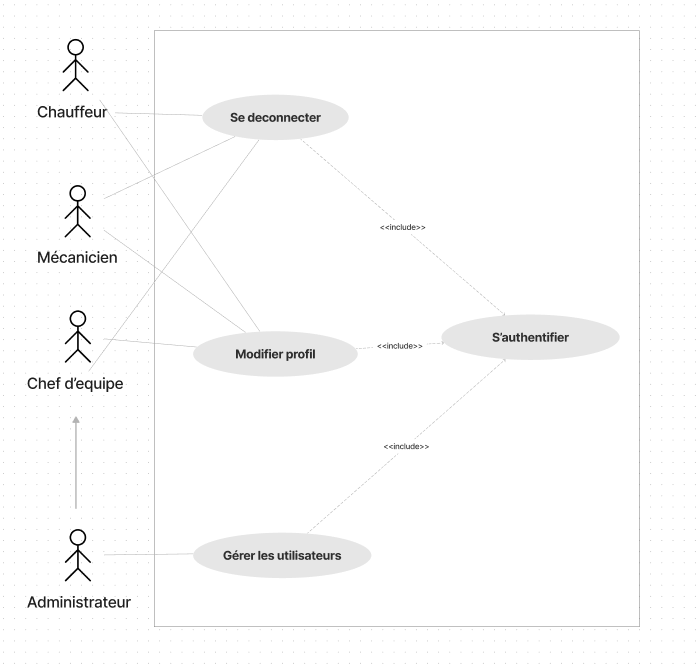 Chauffeur
Se deconnecter
<<include>>
Mécanicien
Chef d'equipe
Modifier profil
<<include>>
S'authentifier
<<include>>
Gérer les utilisateurs
Administrateur